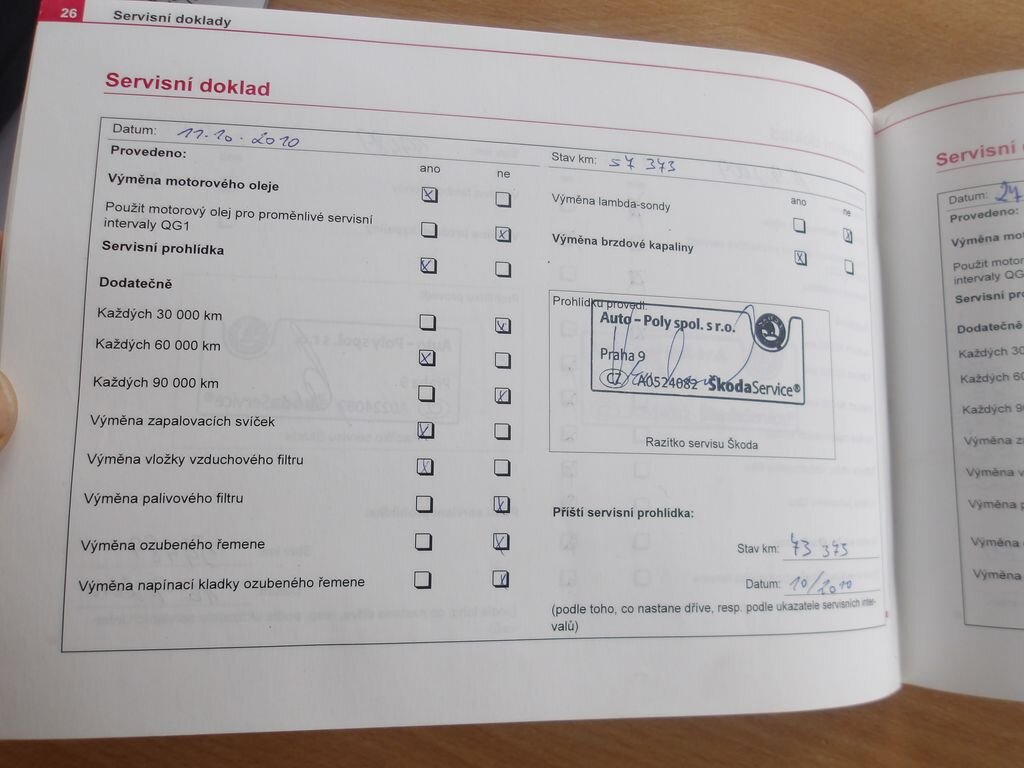 26 Servisní doklady
Servisní doklad
Datum: 11.10.2010
Stav km: 57 373
Provedeno:
ano ne
Výměna motorového oleje
Použit motorový olej pro proměnlivé servisní
intervaly QG1
Servisní prohlídka
Dodatečně
Každých 30 000 km
Každých 60 000 km
Každých 90 000 km
Výměna zapalovacích svíček
Výměna vložky vzduchového filtru
Výměna palivového filtru
Výměna ozubeného řemene
Výměna napínací kladky ozubeného řemene
ano ne
Výměna lambda-sondy
Výměna brzdové kapaliny
Prohlídku provedl:
Auto - Poly spol. s r.o.
Praha 9
CZ A0524082 ŠkodaService®
Razítko servisu Škoda
Příští servisní prohlídka:
Stav km: 73 373
Datum: 10/2010
(podle toho, co nastane dříve, resp. podle ukazatele servisních inter-
valů)
Servisní
Datum:
Provedeno:
Výměna
Použit motor
intervaly QG1
Servisní
Dodatečně
Každých
Každých
Každých
Výměna
Výměna
Výměna
Výměna
Výměna